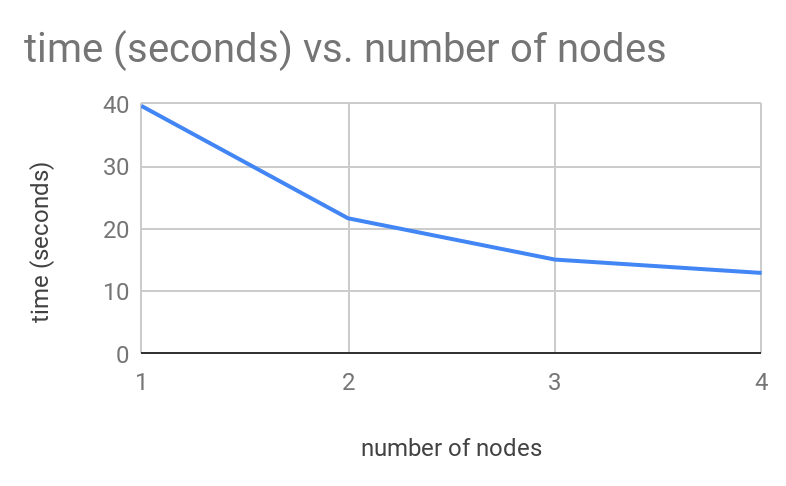 time (seconds) vs. number of nodes
40
30
20
10
0
time (seconds)
1 2 3 4
number of nodes